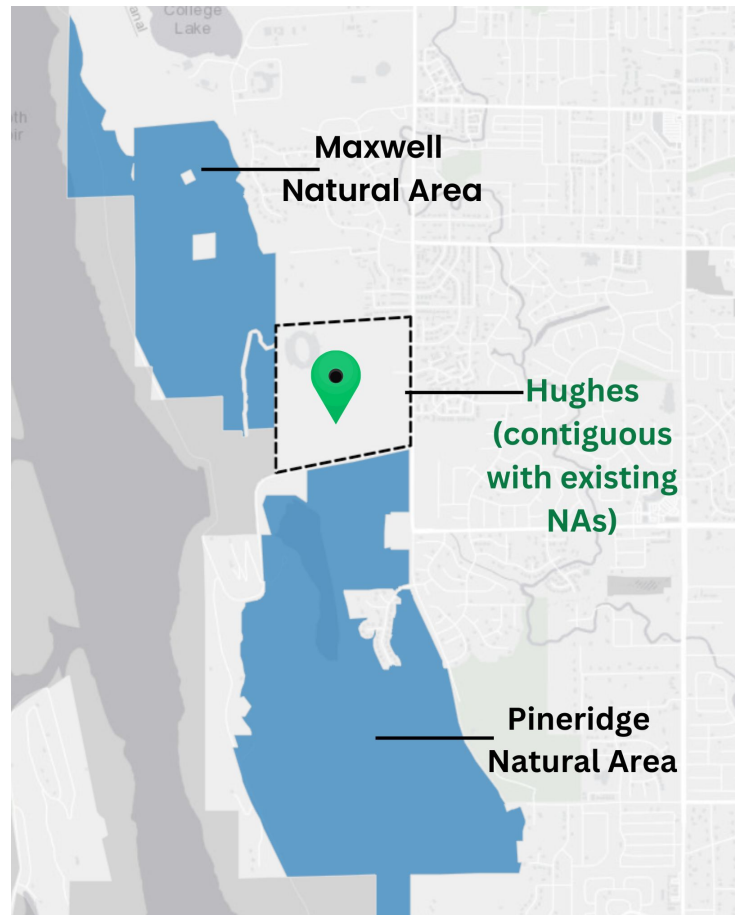 College
Lake
Maxwell
Natural Area
Hughes
(contiguous
with existing
NAs)
Pineridge
Natural Area